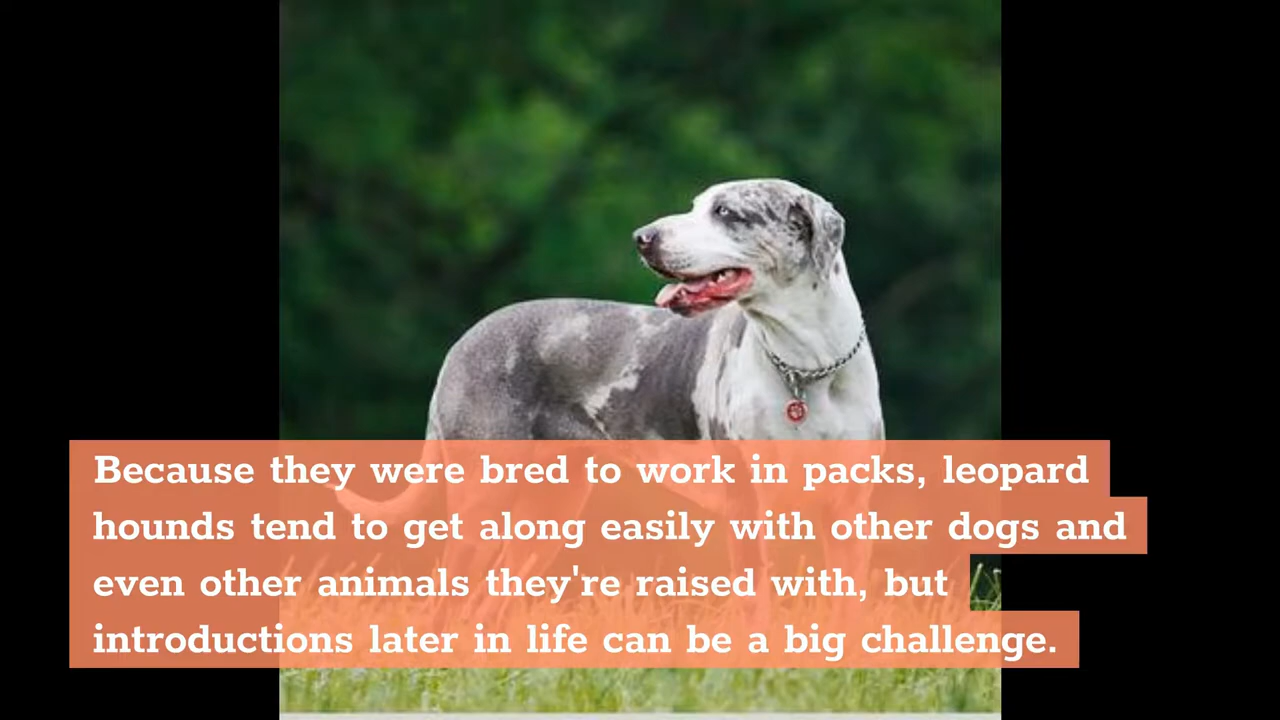 Because they were bred to work in packs, leopard
hounds tend to get along easily with other dogs and
even other animals they're raised with, but
introductions later in life can be a big challenge.